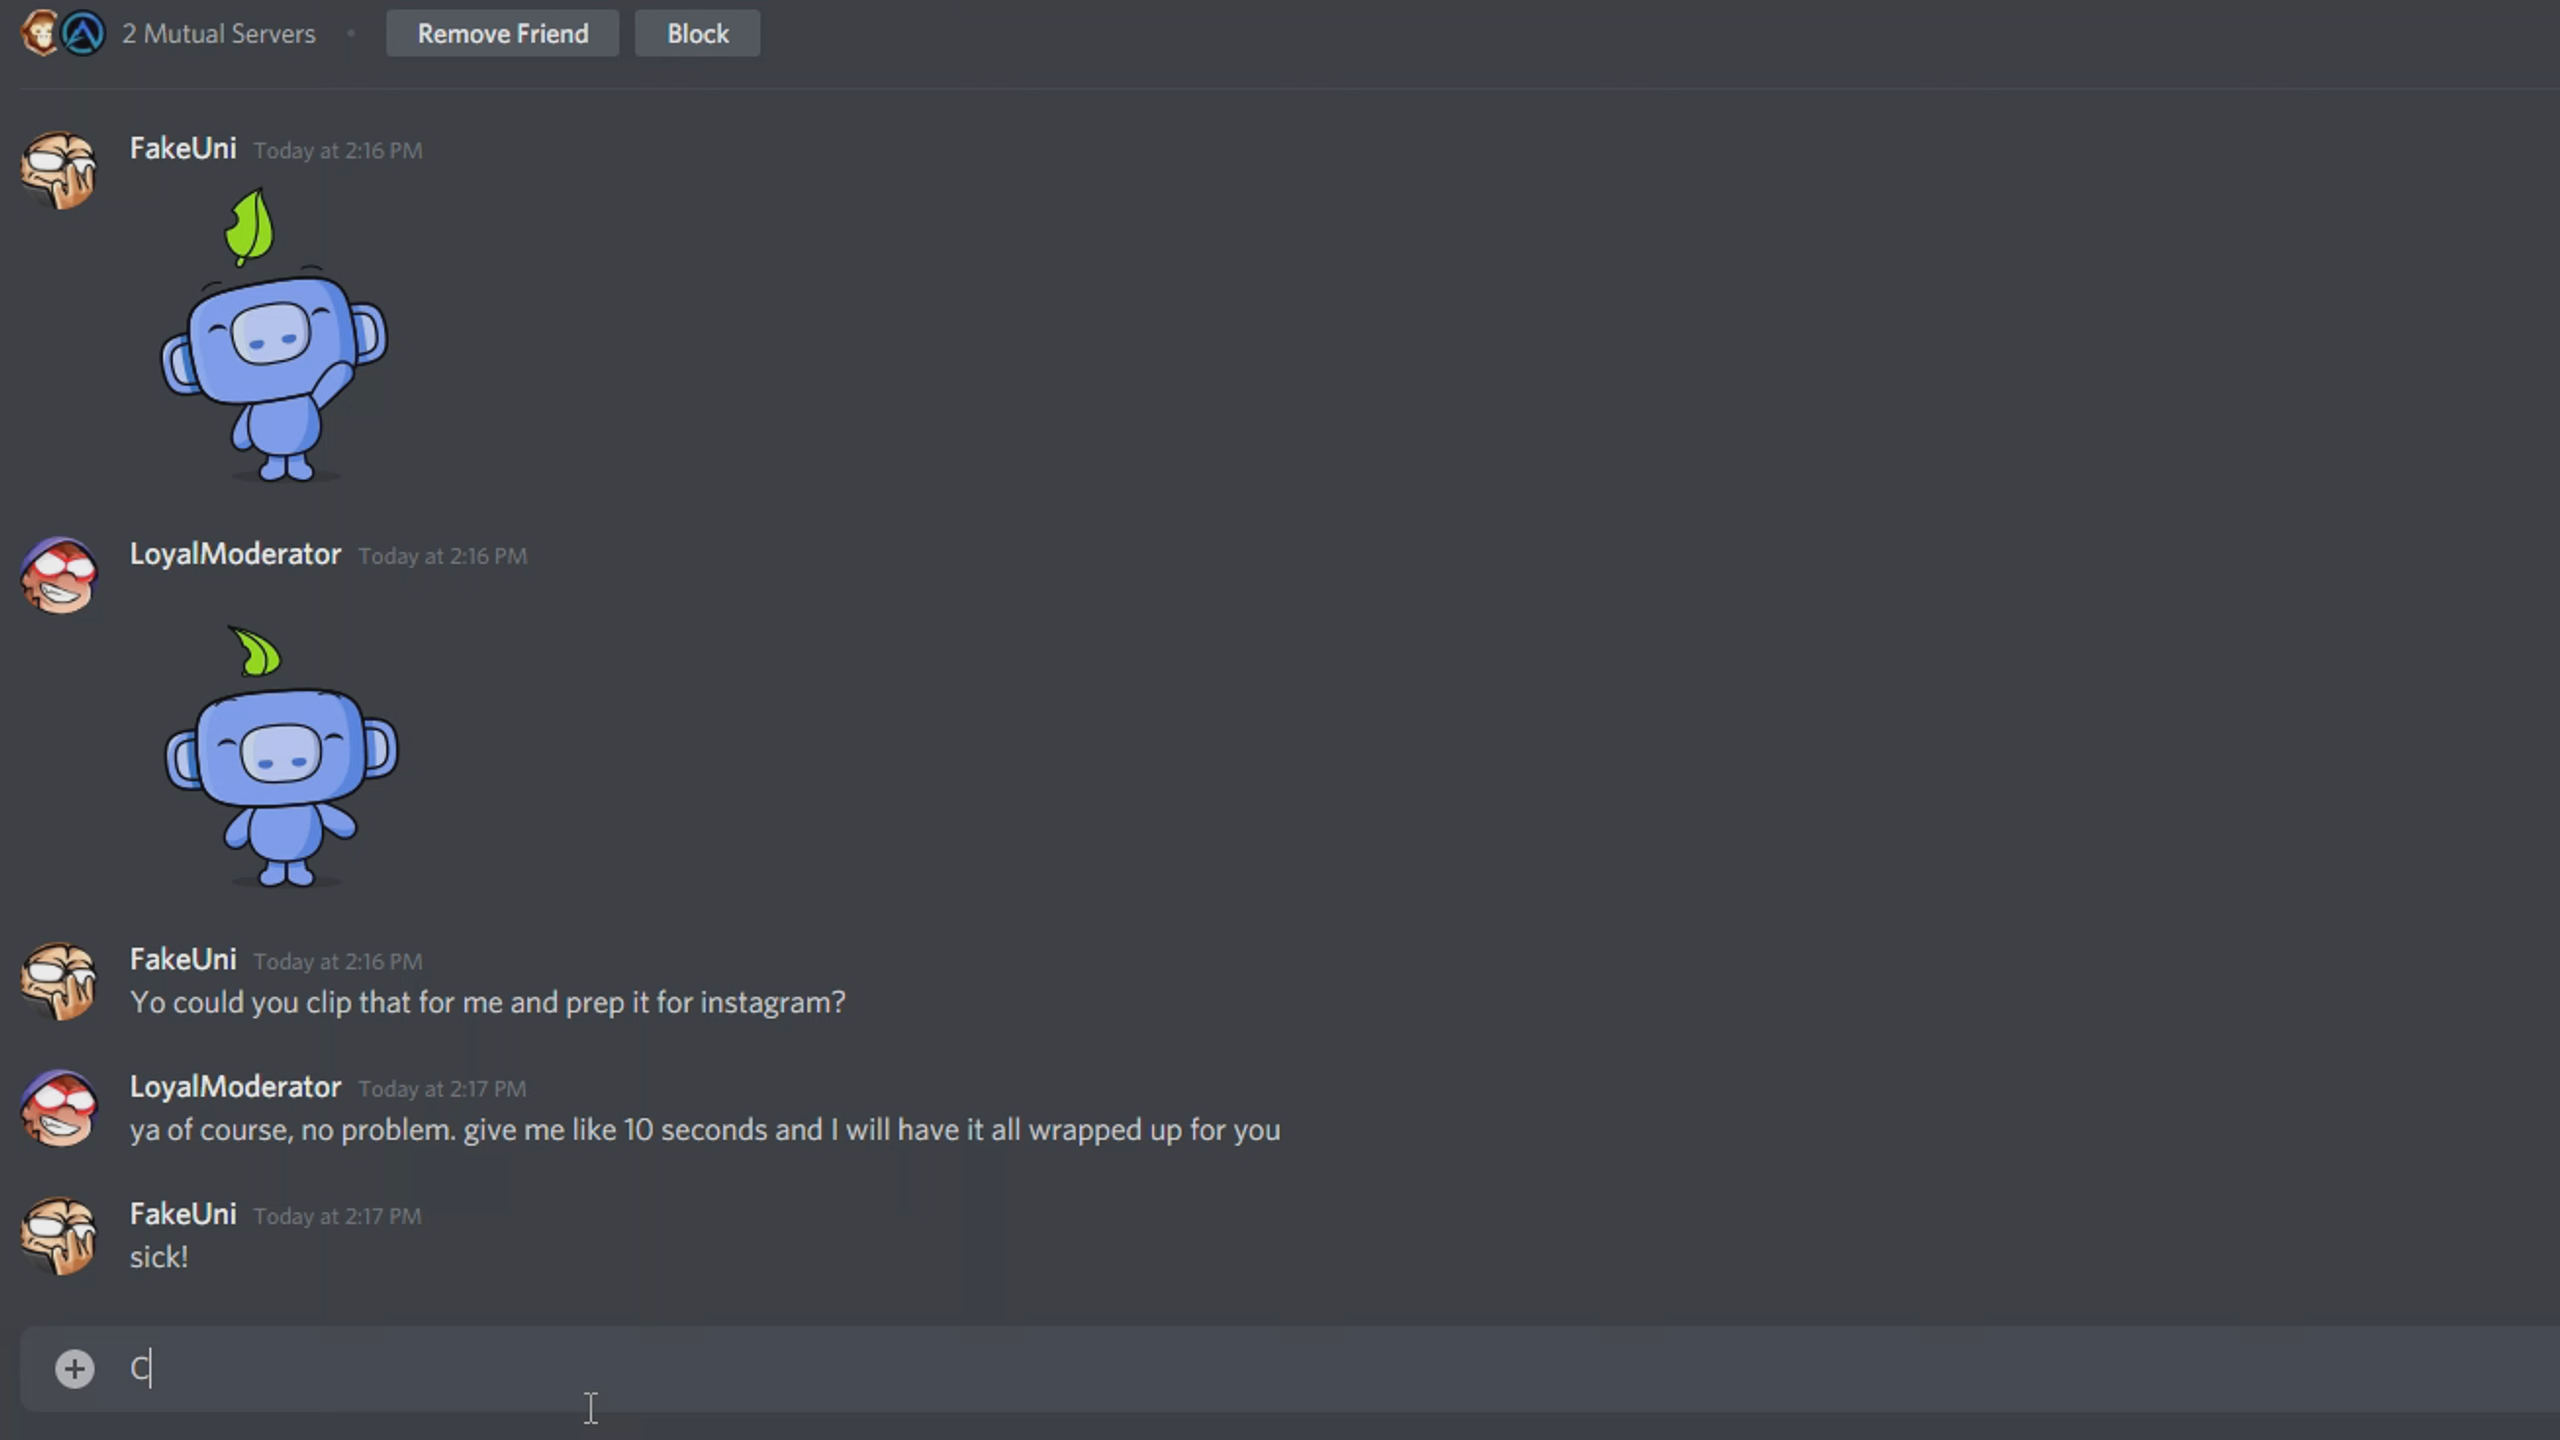 2 Mutual Servers • Remove Friend Block
FakeUni Today at 2:16 PM
LoyalModerator Today at 2:16 PM
FakeUni Today at 2:16 PM
Yo could you clip that for me and prep it for instagram?
LoyalModerator Today at 2:17 PM
ya of course, no problem. give me like 10 seconds and I will have it all wrapped up for you
FakeUni Today at 2:17 PM
sick!
C